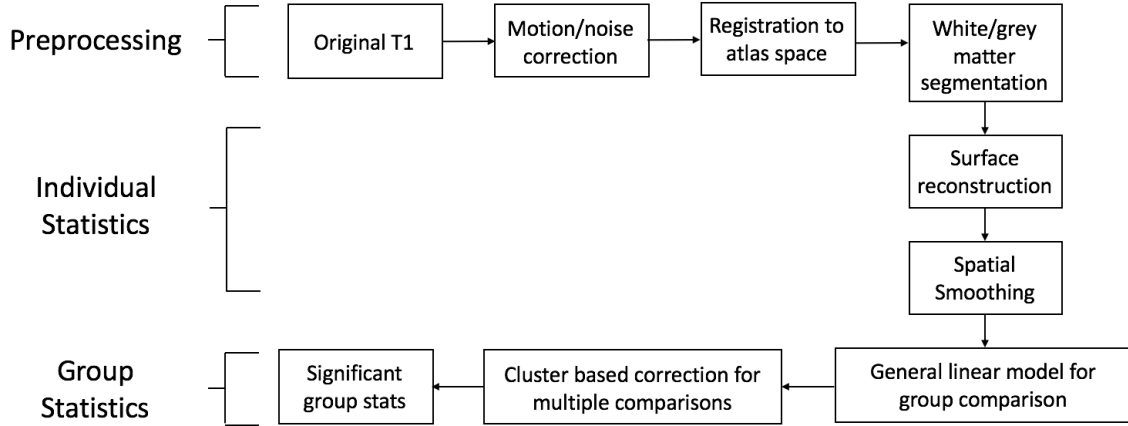 Preprocessing
Original T1
Motion/noise
correction
Registration to
atlas space
White/grey
matter
segmentation
Individual
Statistics
Surface
reconstruction
Spatial
Smoothing
Group
Statistics
Significant
group stats
Cluster based correction for
multiple comparisons
General linear model for
group comparison